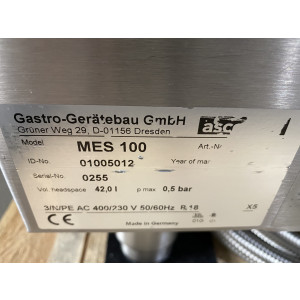 Gastro-Gerätebau GmbH
Grüner Weg 29, D-01156 Dresden
asc
Model MES 100 Art.-Nr
ID-No. 01005012 Year of mar
Serial-No. 0255
Vol. headspace 42,0 l p max 0,5 bar
3/N/PE AC 400/230 V 50/60Hz
CE Made in Germany